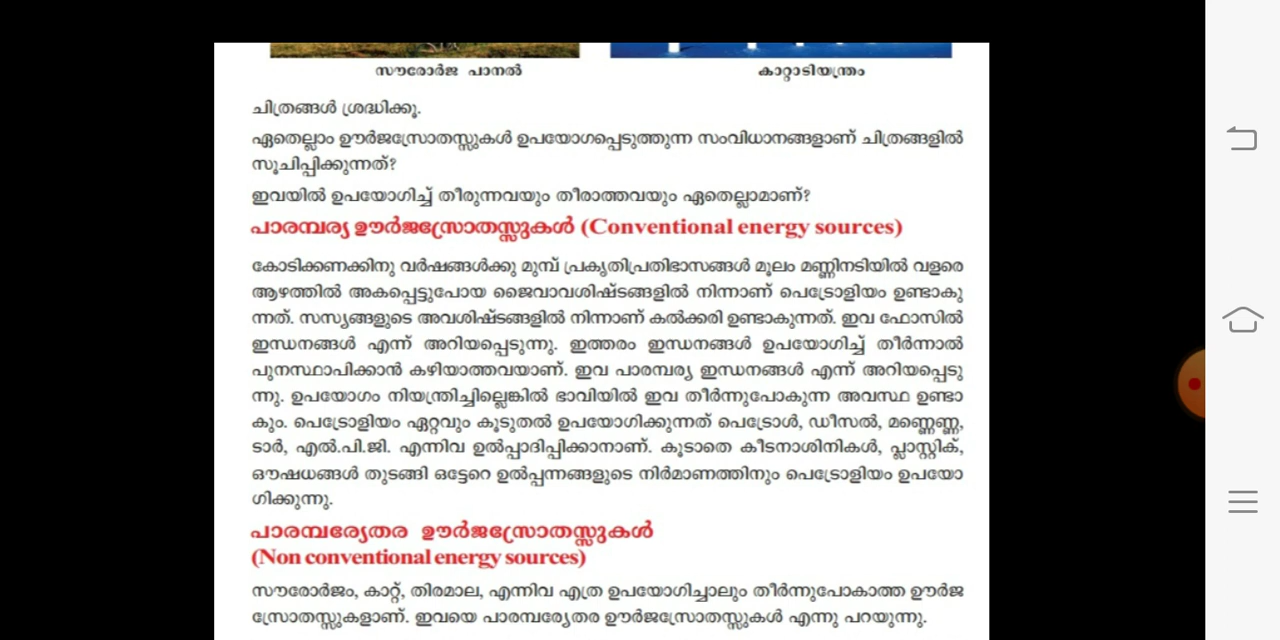 സൗരോർജ പാനൽ
കാറ്റാടിയന്ത്രം
ചിത്രങ്ങൾ ശ്രദ്ധിക്കൂ.
ഏതെല്ലാം ഊർജസ്രോതസ്സുകൾ ഉപയോഗപ്പെടുത്തുന്ന സംവിധാനങ്ങളാണ് ചിത്രങ്ങളിൽ
സൂചിപ്പിക്കുന്നത്?
ഇവയിൽ ഉപയോഗിച്ച് തീരുന്നവയും തീരാത്തവയും ഏതെല്ലാമാണ്?
പാരമ്പര്യ ഊർജസ്രോതസ്സുകൾ (Conventional energy sources)
കോടിക്കണക്കിനു വർഷങ്ങൾക്കു മുമ്പ് പ്രകൃതിപ്രതിഭാസങ്ങൾ മൂലം മണ്ണിനടിയിൽ വളരെ
ആഴത്തിൽ അകപ്പെട്ടുപോയ ജൈവാവശിഷ്ടങ്ങളിൽ നിന്നാണ് പെട്രോളിയം ഉണ്ടാകു
ന്നത്. സസ്യങ്ങളുടെ അവശിഷ്ടങ്ങളിൽ നിന്നാണ് കൽക്കരി ഉണ്ടാകുന്നത്. ഇവ ഫോസിൽ
ഇന്ധനങ്ങൾ എന്ന് അറിയപ്പെടുന്നു. ഇത്തരം ഇന്ധനങ്ങൾ ഉപയോഗിച്ച് തീർന്നാൽ
പുനസ്ഥാപിക്കാൻ കഴിയാത്തവയാണ്. ഇവ പാരമ്പര്യ ഇന്ധനങ്ങൾ എന്ന് അറിയപ്പെടു
ന്നു. ഉപയോഗം നിയന്ത്രിച്ചില്ലെങ്കിൽ ഭാവിയിൽ ഇവ തീർന്നുപോകുന്ന അവസ്ഥ ഉണ്ടാ
കും. പെട്രോളിയം ഏറ്റവും കൂടുതൽ ഉപയോഗിക്കുന്നത് പെട്രോൾ, ഡീസൽ, മണ്ണെണ്ണ,
ടാർ, എൽ.പി.ജി. എന്നിവ ഉൽപ്പാദിപ്പിക്കാനാണ്. കൂടാതെ കീടനാശിനികൾ, പ്ലാസ്റ്റിക്,
ഔഷധങ്ങൾ തുടങ്ങി ഒട്ടേറെ ഉൽപ്പന്നങ്ങളുടെ നിർമാണത്തിനും പെട്രോളിയം ഉപയോ
ഗിക്കുന്നു.
പാരമ്പര്യേതര ഊർജസ്രോതസ്സുകൾ
(Non conventional energy sources)
സൗരോർജം, കാറ്റ്, തിരമാല, എന്നിവ എത്ര ഉപയോഗിച്ചാലും തീർന്നുപോകാത്ത ഊർജ
സ്രോതസ്സുകളാണ്. ഇവയെ പാരമ്പര്യേതര ഊർജസ്രോതസ്സുകൾ എന്നു പറയുന്നു.